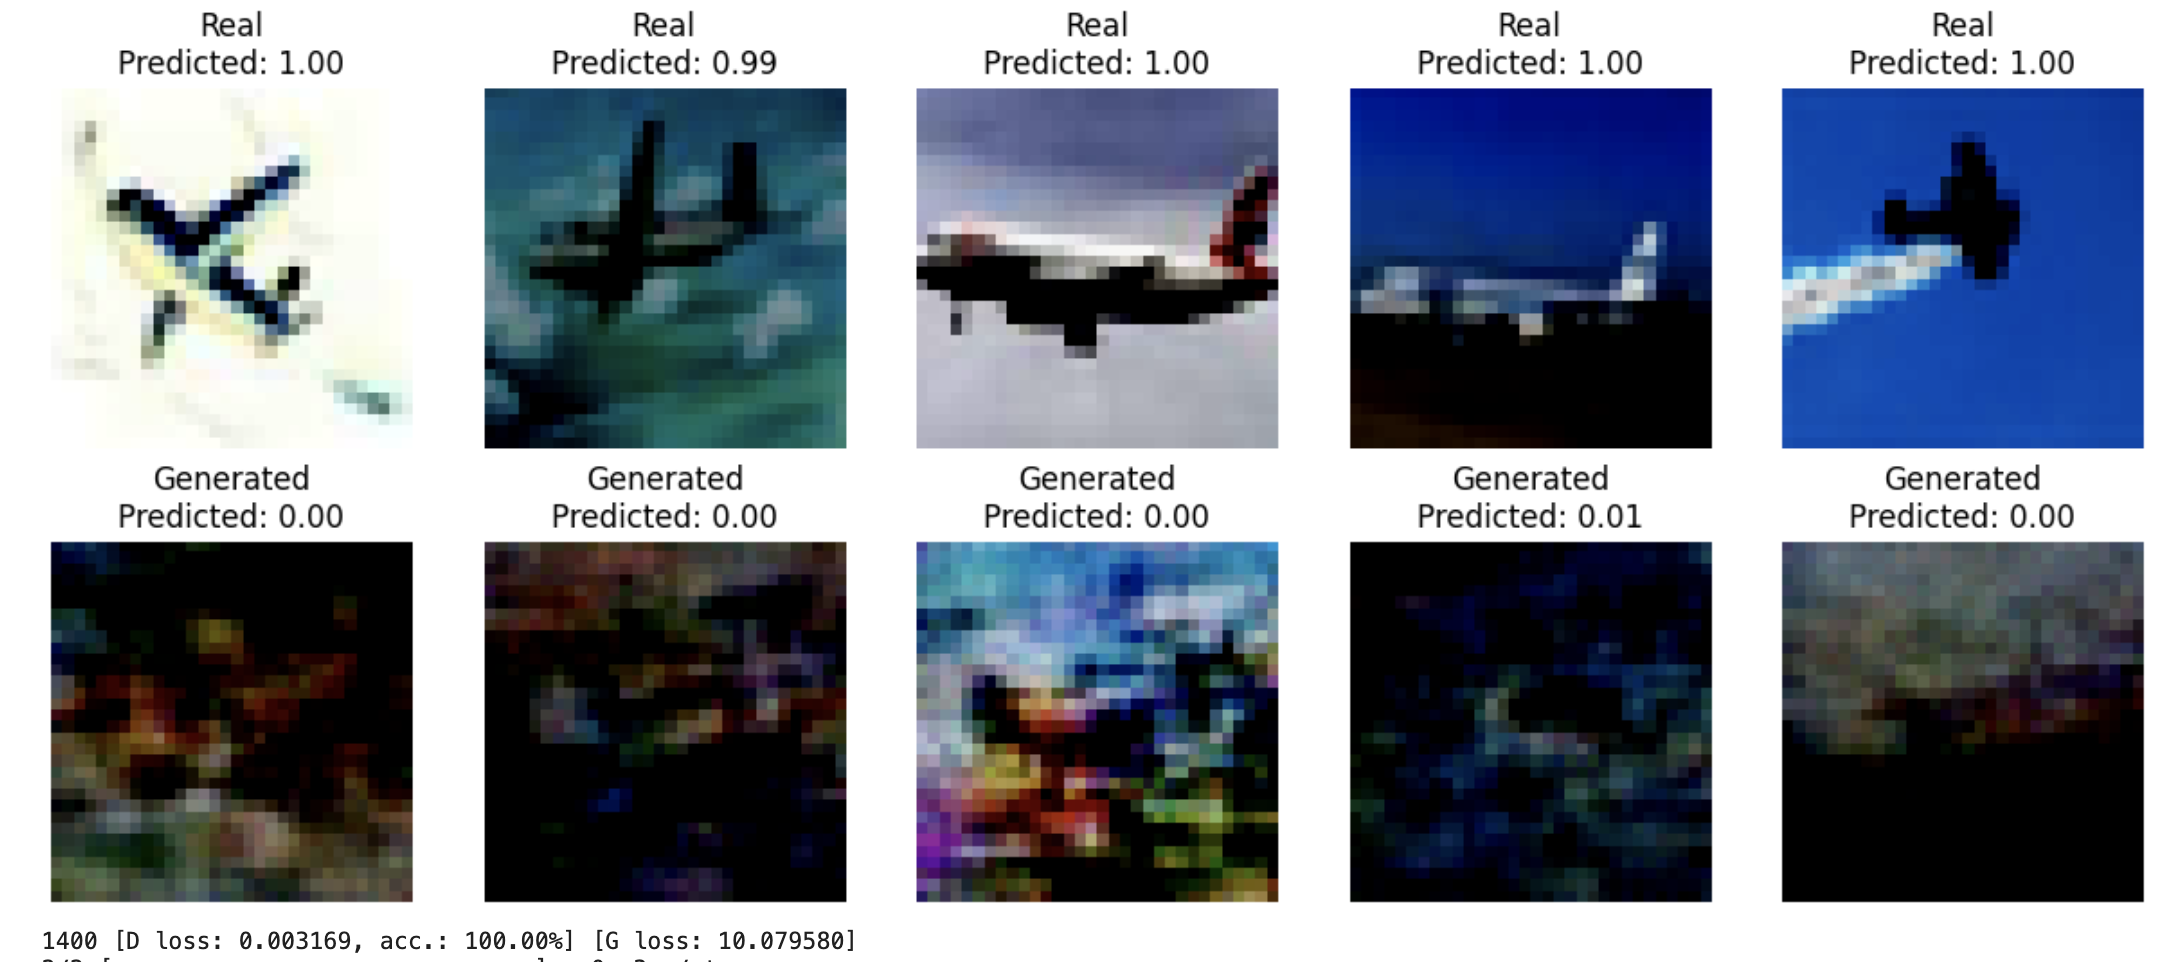 Real
Predicted: 1.00
Real
Predicted: 0.99
Real
Predicted: 1.00
Real
Predicted: 1.00
Real
Predicted: 1.00
Generated
Predicted: 0.00
Generated
Predicted: 0.00
Generated
Predicted: 0.00
Generated
Predicted: 0.01
Generated
Predicted: 0.00
1400 [D loss: 0.003169, acc.: 100.00%] [G loss: 10.079580]